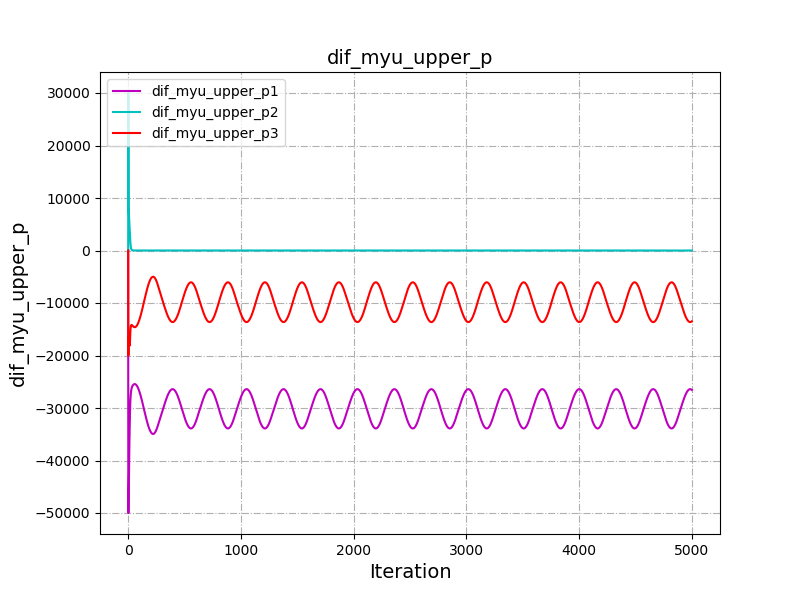 dif_myu_upper_p
30000
20000
10000
0
−10000
−20000
−30000
−40000
−50000
dif_myu_upper_p
dif_myu_upper_p1
dif_myu_upper_p2
dif_myu_upper_p3
0
1000
2000
3000
4000
5000
Iteration